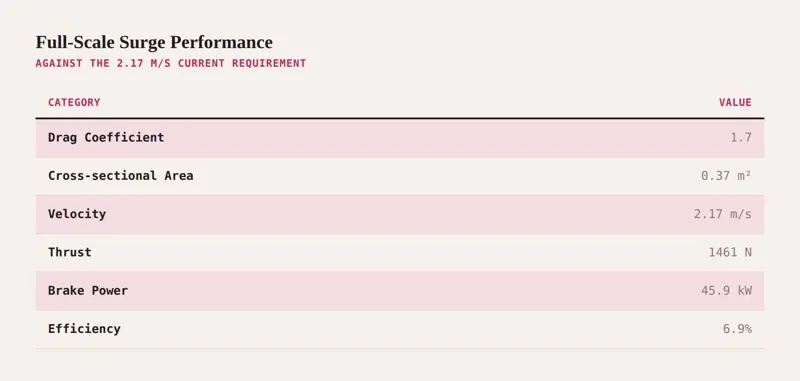 Full-Scale Surge Performance
AGAINST THE 2.17 M/S CURRENT REQUIREMENT
CATEGORY VALUE
Drag Coefficient 1.7
Cross-sectional Area 0.37 m²
Velocity 2.17 m/s
Thrust 1461 N
Brake Power 45.9 kW
Efficiency 6.9%